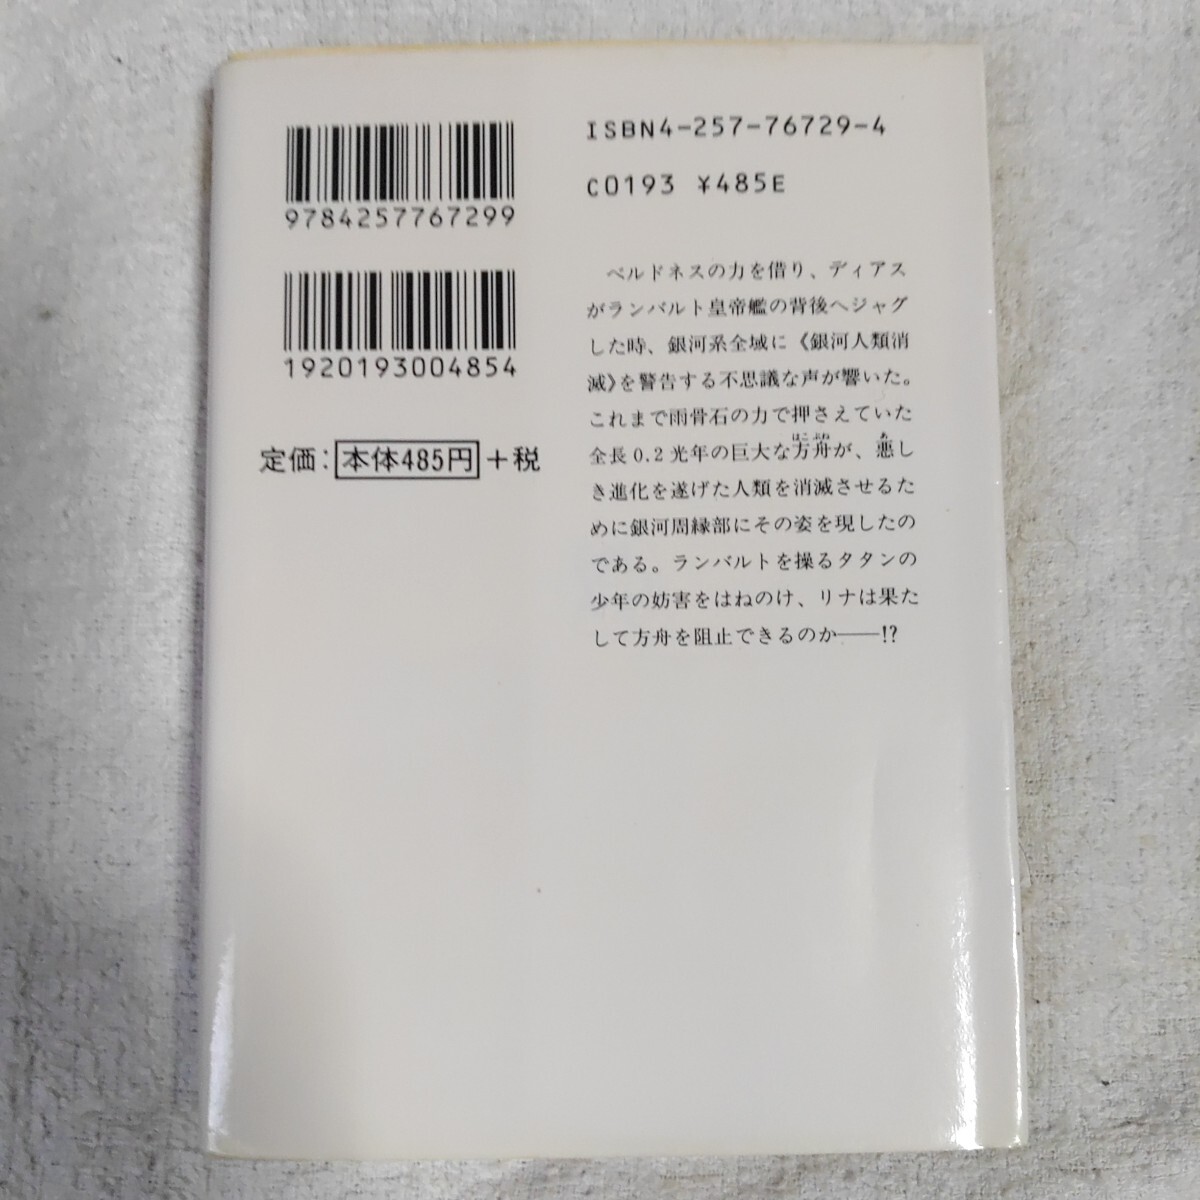 ISBN4-257-76729-4
C0193 ¥485E
9784257767299
1920193004854
定価:本体485円+税
ベルドネスの力を借り、ディアス
がランバルト皇帝艦の背後へジャグ
した時、銀河系全域に《銀河人類消
滅》を警告する不思議な声が響いた。
これまで雨骨石の力で押さえていた
はこぶね あ
全長0.2光年の巨大な方舟が、悪し
き進化を遂げた人類を消滅させるた
めに銀河周縁部にその姿を現したの
である。ランバルトを操るタタンの
少年の妨害をはねのけ、リナは果た
して方舟を阻止できるのか——!?